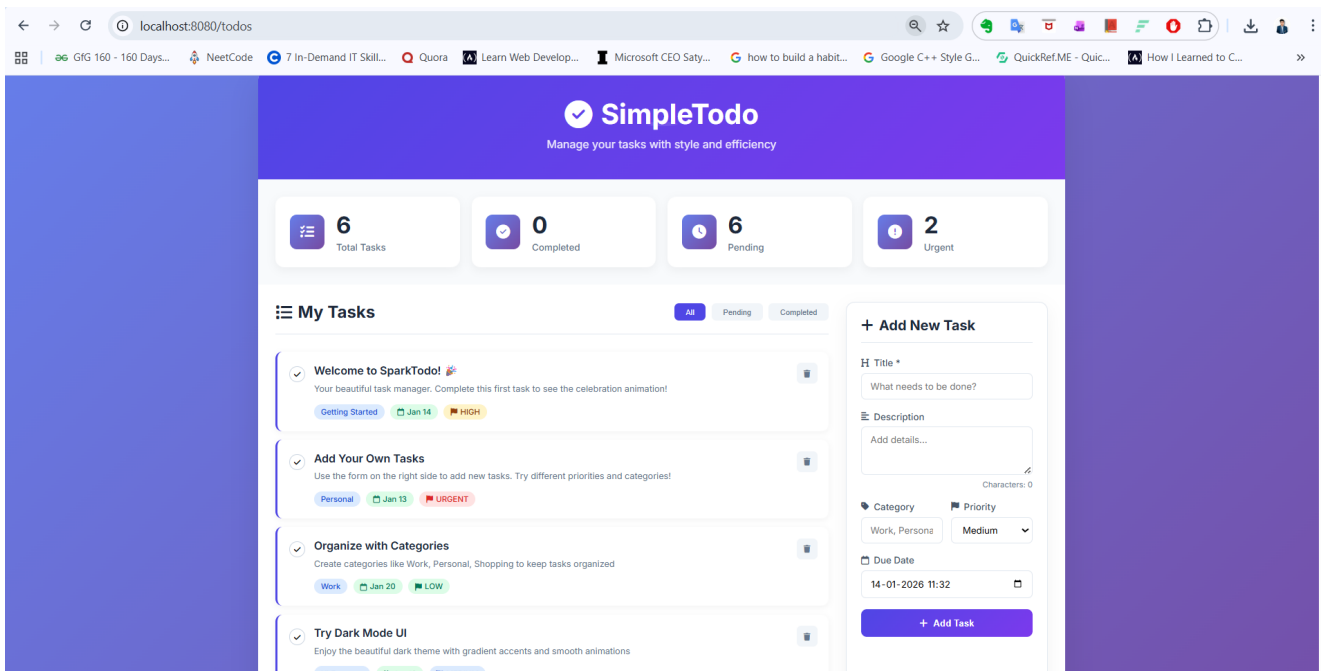 localhost:8080/todos
GfG 160 - 160 Days... NeetCode 7 In-Demand IT Skill... Quora Learn Web Develop... Microsoft CEO Saty... how to build a habit... Google C++ Style G... QuickRef.ME - Quic... How I Learned to C... »
SimpleTodo
Manage your tasks with style and efficiency
6
Total Tasks
0
Completed
6
Pending
2
Urgent
My Tasks
All Pending Completed
Welcome to SparkTodo! 🎉
Your beautiful task manager. Complete this first task to see the celebration animation!
Getting Started Jan 14 HIGH
Add Your Own Tasks
Use the form on the right side to add new tasks. Try different priorities and categories!
Personal Jan 13 URGENT
Organize with Categories
Create categories like Work, Personal, Shopping to keep tasks organized
Work Jan 20 LOW
Try Dark Mode UI
Enjoy the beautiful dark theme with gradient accents and smooth animations
+ Add New Task
Title *
What needs to be done?
Description
Add details...
Characters: 0
Category Priority
Work, Persona Medium
Due Date
14-01-2026 11:32
+ Add Task